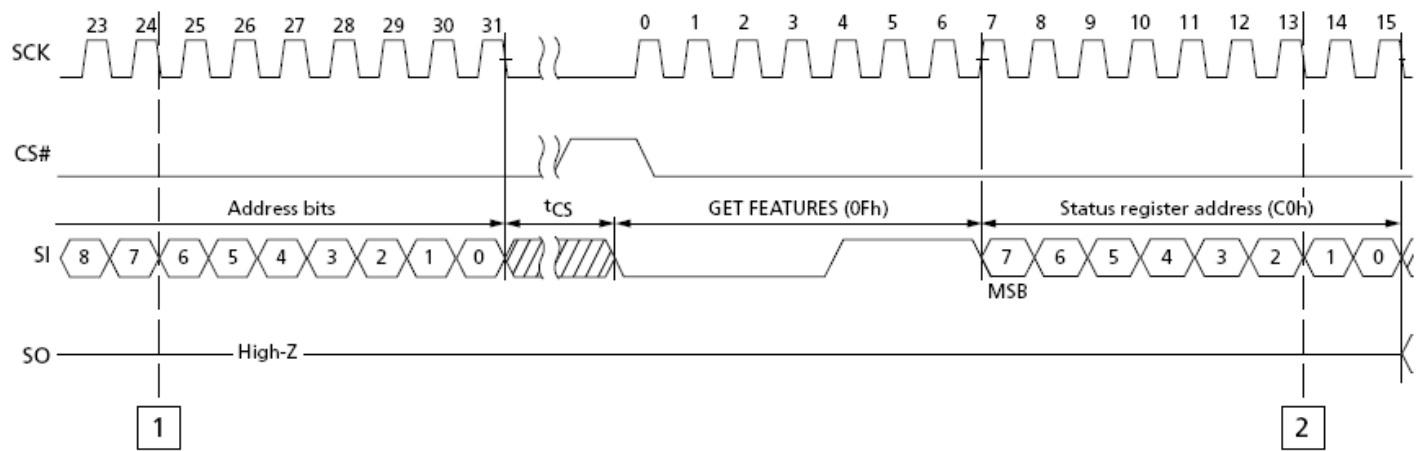 23 24 25 26 27 28 29 30 31 0 1 2 3 4 5 6 7 8 9 10 11 12 13 14 15
SCK
CS#
Address bits tCS GET FEATURES (0Fh) Status register address (C0h)
SI 8 7 6 5 4 3 2 1 0 7 6 5 4 3 2 1 0
MSB
SO High-Z
1 2